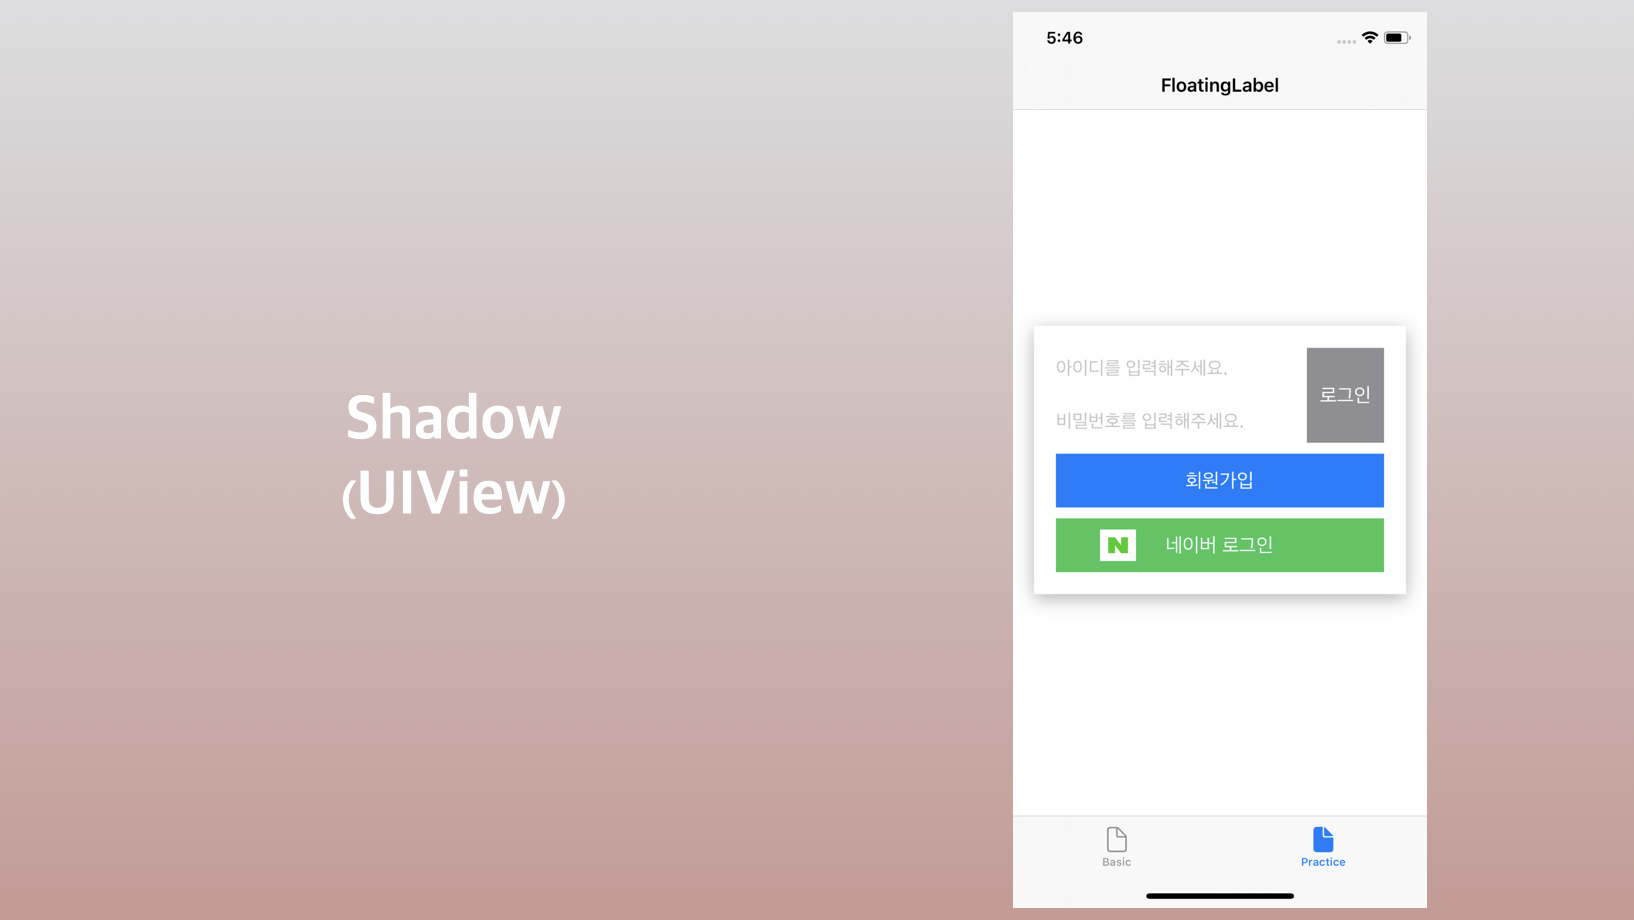 Shadow
(UIView)
5:46
FloatingLabel
아이디를 입력해주세요.
로그인
비밀번호를 입력해주세요.
회원가입
N 네이버 로그인
Basic
Practice